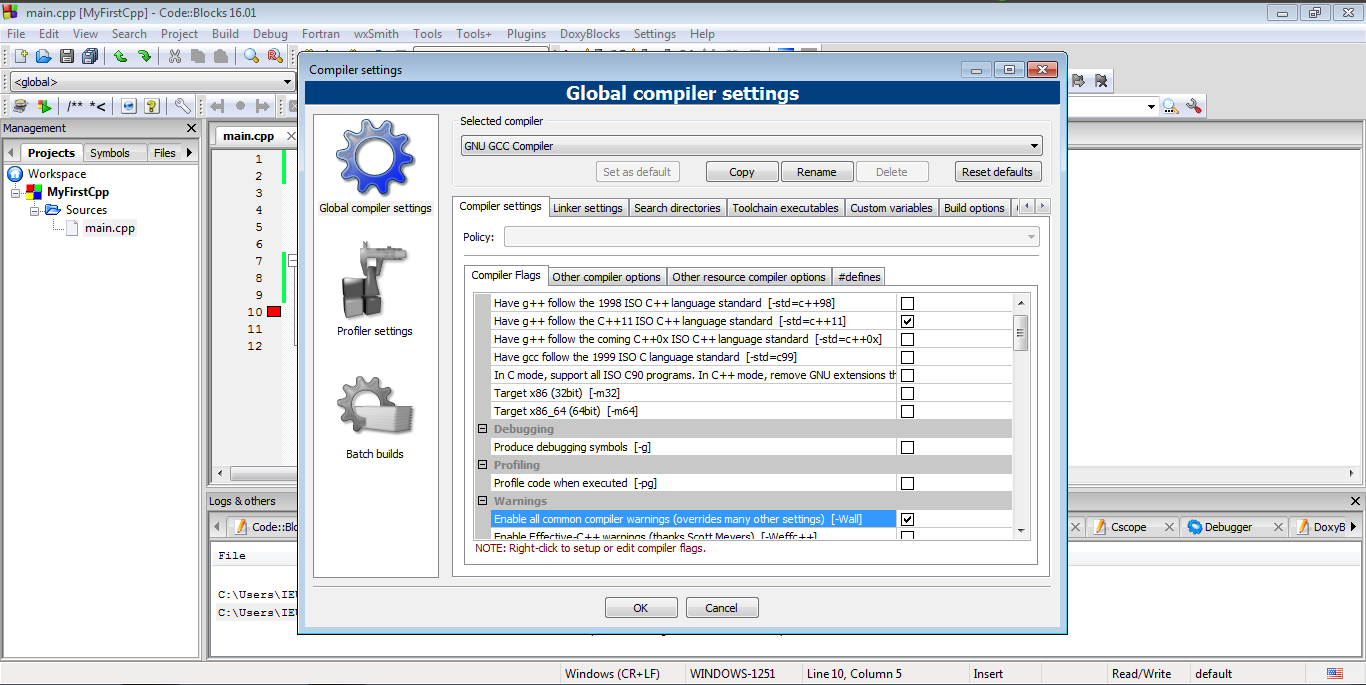 main.cpp [MyFirstCpp] - Code::Blocks 16.01
File Edit View Search Project Build Debug Fortran wxSmith Tools Tools+ Plugins DoxyBlocks Settings Help
<global>
/** *<
Management
Projects Symbols Files
Workspace
MyFirstCpp
Sources
main.cpp
main.cpp
1
2
3
4
5
6
7
8
9
10
11
12
Compiler settings
Global compiler settings
Global compiler settings
Profiler settings
Batch builds
Selected compiler
GNU GCC Compiler
Set as default Copy Rename Delete Reset defaults
Compiler settings Linker settings Search directories Toolchain executables Custom variables Build options
Policy:
Compiler Flags Other compiler options Other resource compiler options #defines
Have g++ follow the 1998 ISO C++ language standard [-std=c++98]
Have g++ follow the C++11 ISO C++ language standard [-std=c++11]
Have g++ follow the coming C++0x ISO C++ language standard [-std=c++0x]
Have gcc follow the 1999 ISO C language standard [-std=c99]
In C mode, support all ISO C90 programs. In C++ mode, remove GNU extensions th
Target x86 (32bit) [-m32]
Target x86_64 (64bit) [-m64]
Debugging
Produce debugging symbols [-g]
Profiling
Profile code when executed [-pg]
Warnings
Enable all common compiler warnings (overrides many other settings) [-Wall]
Enable Effective-C++ warnings (thanks Scott Meyers) [-Weffc++]
NOTE: Right-click to setup or edit compiler flags.
OK Cancel
Logs & others
Code::Blo Cscope Debugger DoxyB
File
C:\Users\IEU
C:\Users\IEU
Windows (CR+LF) WINDOWS-1251 Line 10, Column 5 Insert Read/Write default